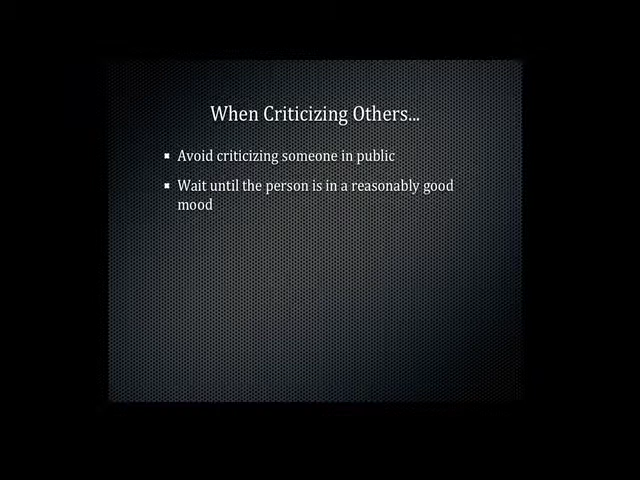 When Criticizing Others...
Avoid criticizing someone in public
Wait until the person is in a reasonably good
mood